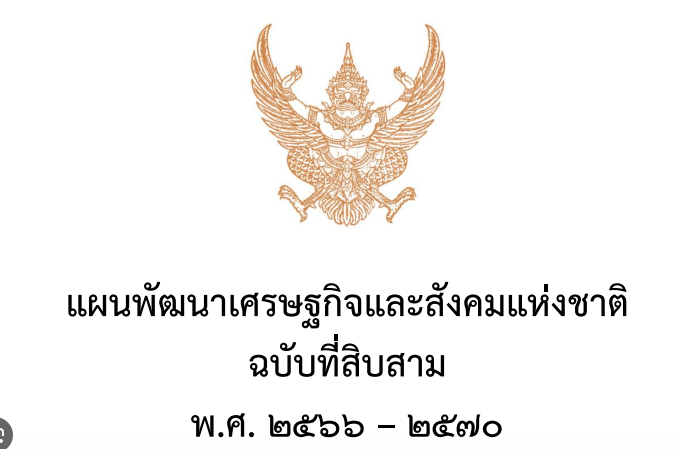 แผนพัฒนาเศรษฐกิจและสังคมแห่งชาติ
ฉบับที่สิบสาม
พ.ศ. ๒๕๖๖ – ๒๕๗๐